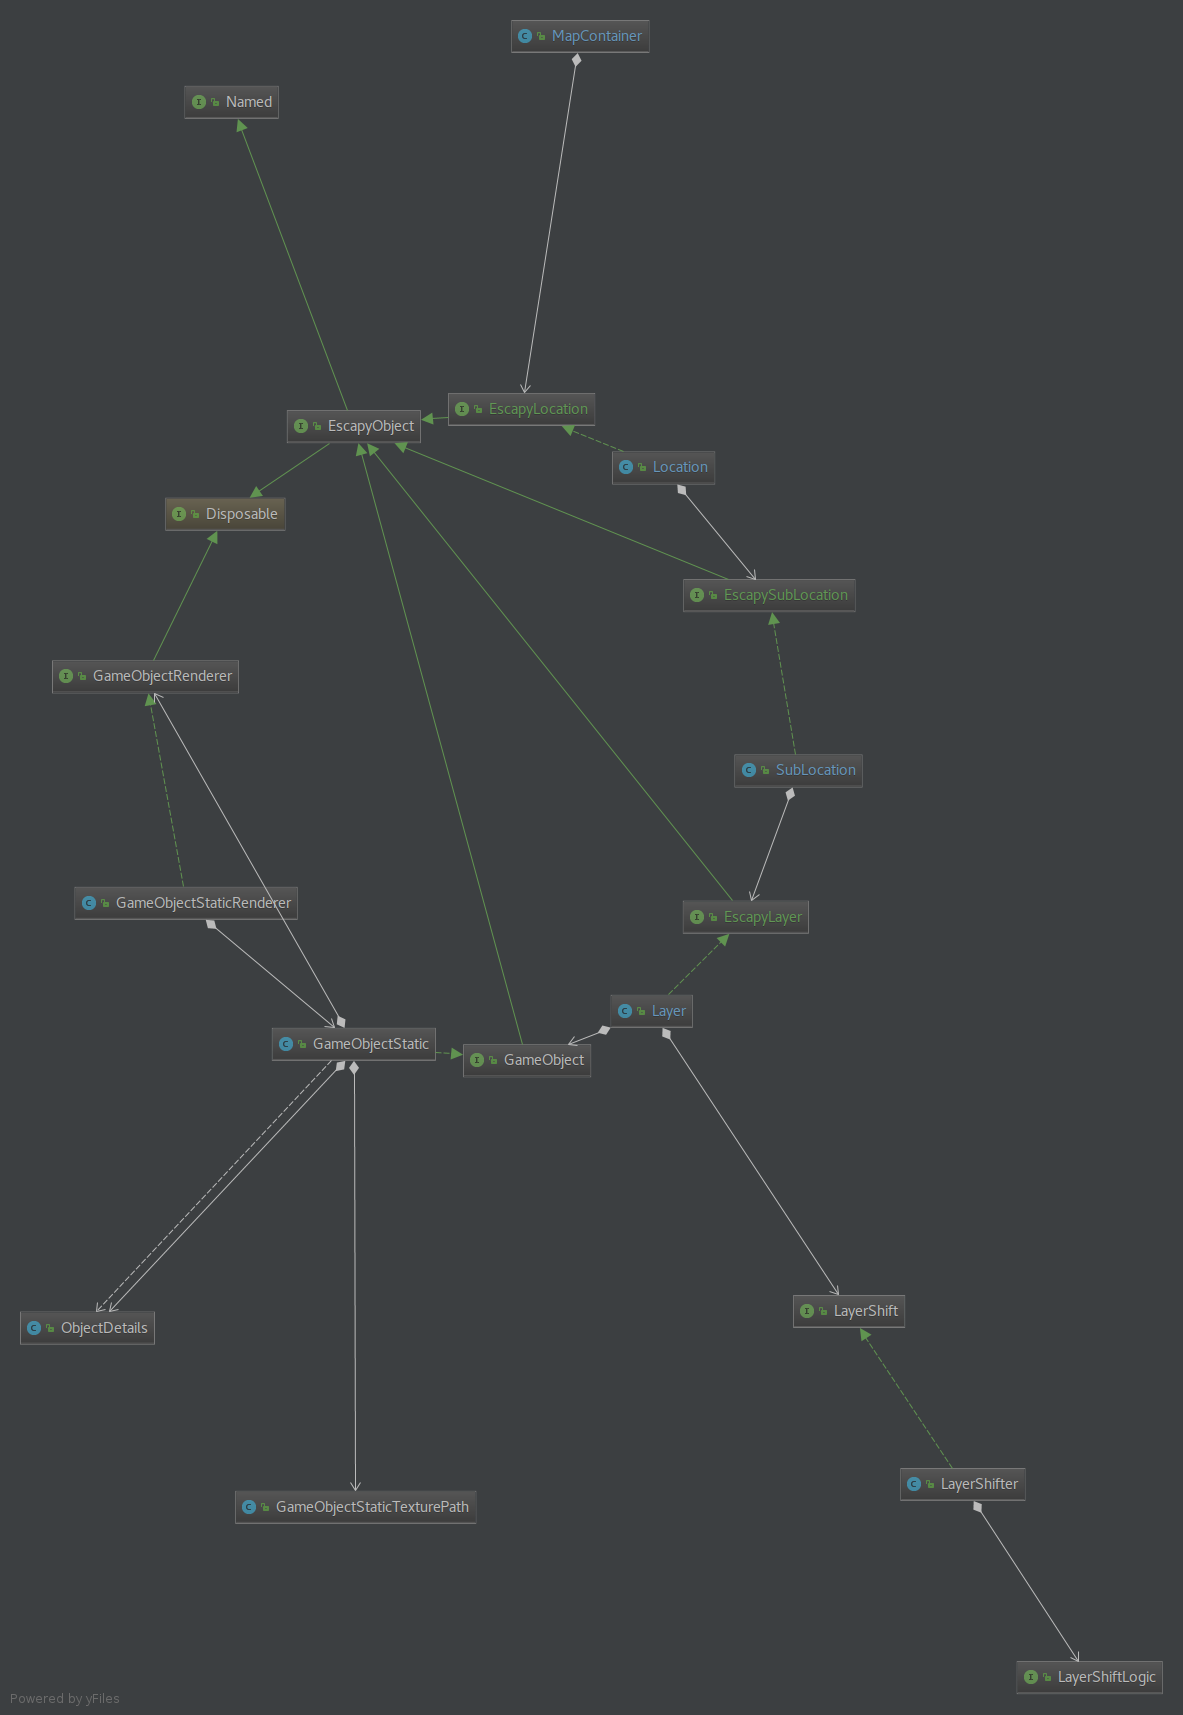 MapContainer
Named
EscapyLocation
EscapyObject
Location
Disposable
EscapySubLocation
GameObjectRenderer
SubLocation
GameObjectStaticRenderer
EscapyLayer
Layer
GameObjectStatic
GameObject
LayerShift
ObjectDetails
LayerShifter
GameObjectStaticTexturePath
LayerShiftLogic
Powered by yFiles